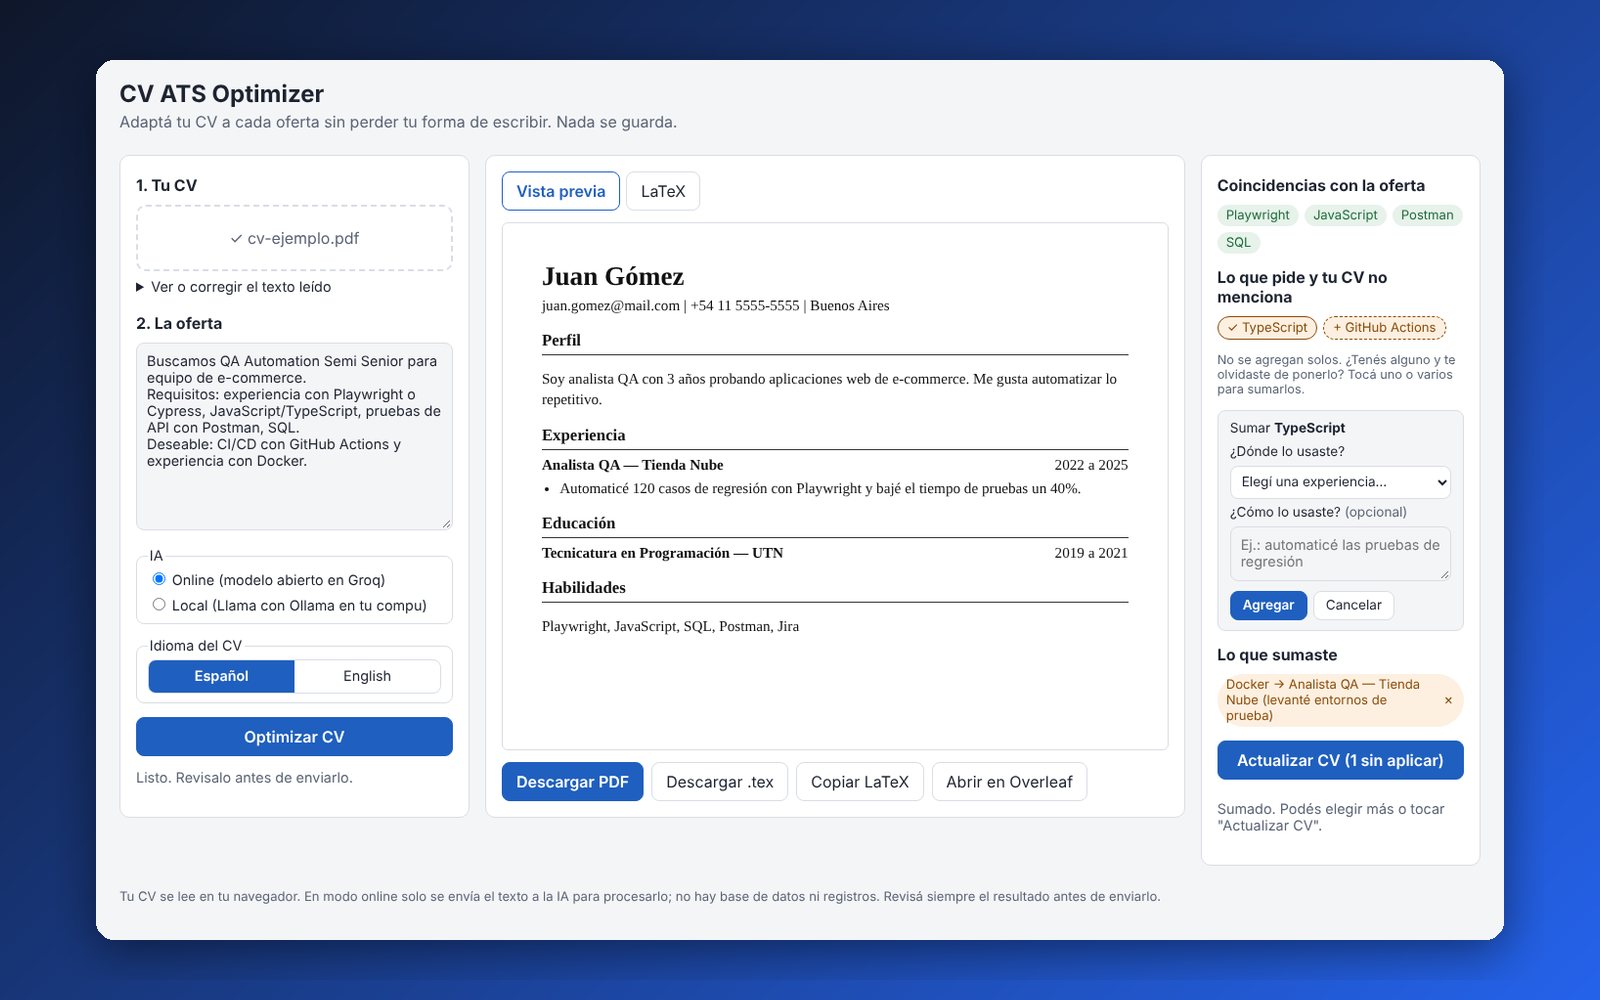 CV ATS Optimizer
Adaptá tu CV a cada oferta sin perder tu forma de escribir. Nada se guarda.
1. Tu CV
✓ cv-ejemplo.pdf
▶ Ver o corregir el texto leído
2. La oferta
Buscamos QA Automation Semi Senior para
equipo de e-commerce.
Requisitos: experiencia con Playwright o
Cypress, JavaScript/TypeScript, pruebas de
API con Postman, SQL.
Deseable: CI/CD con GitHub Actions y
experiencia con Docker.
IA
Online (modelo abierto en Groq)
Local (Llama con Ollama en tu compu)
Idioma del CV
Español English
Optimizar CV
Listo. Revisalo antes de enviarlo.
Vista previa LaTeX
Juan Gómez
juan.gomez@mail.com | +54 11 5555-5555 | Buenos Aires
Perfil
Soy analista QA con 3 años probando aplicaciones web de e-commerce. Me gusta automatizar lo
repetitivo.
Experiencia
Analista QA — Tienda Nube 2022 a 2025
• Automaticé 120 casos de regresión con Playwright y bajé el tiempo de pruebas un 40%.
Educación
Tecnicatura en Programación — UTN 2019 a 2021
Habilidades
Playwright, JavaScript, SQL, Postman, Jira
Descargar PDF Descargar .tex Copiar LaTeX Abrir en Overleaf
Coincidencias con la oferta
Playwright JavaScript Postman
SQL
Lo que pide y tu CV no
menciona
✓ TypeScript + GitHub Actions
No se agregan solos. ¿Tenés alguno y te
olvidaste de ponerlo? Tocá uno o varios
para sumarlos.
Sumar TypeScript
¿Dónde lo usaste?
Elegí una experiencia...
¿Cómo lo usaste? (opcional)
Ej.: automaticé las pruebas de
regresión
Agregar Cancelar
Lo que sumaste
Docker → Analista QA — Tienda
Nube (levanté entornos de
prueba) ×
Actualizar CV (1 sin aplicar)
Sumado. Podés elegir más o tocar
"Actualizar CV".
Tu CV se lee en tu navegador. En modo online solo se envía el texto a la IA para procesarlo; no hay base de datos ni registros. Revisá siempre el resultado antes de enviarlo.